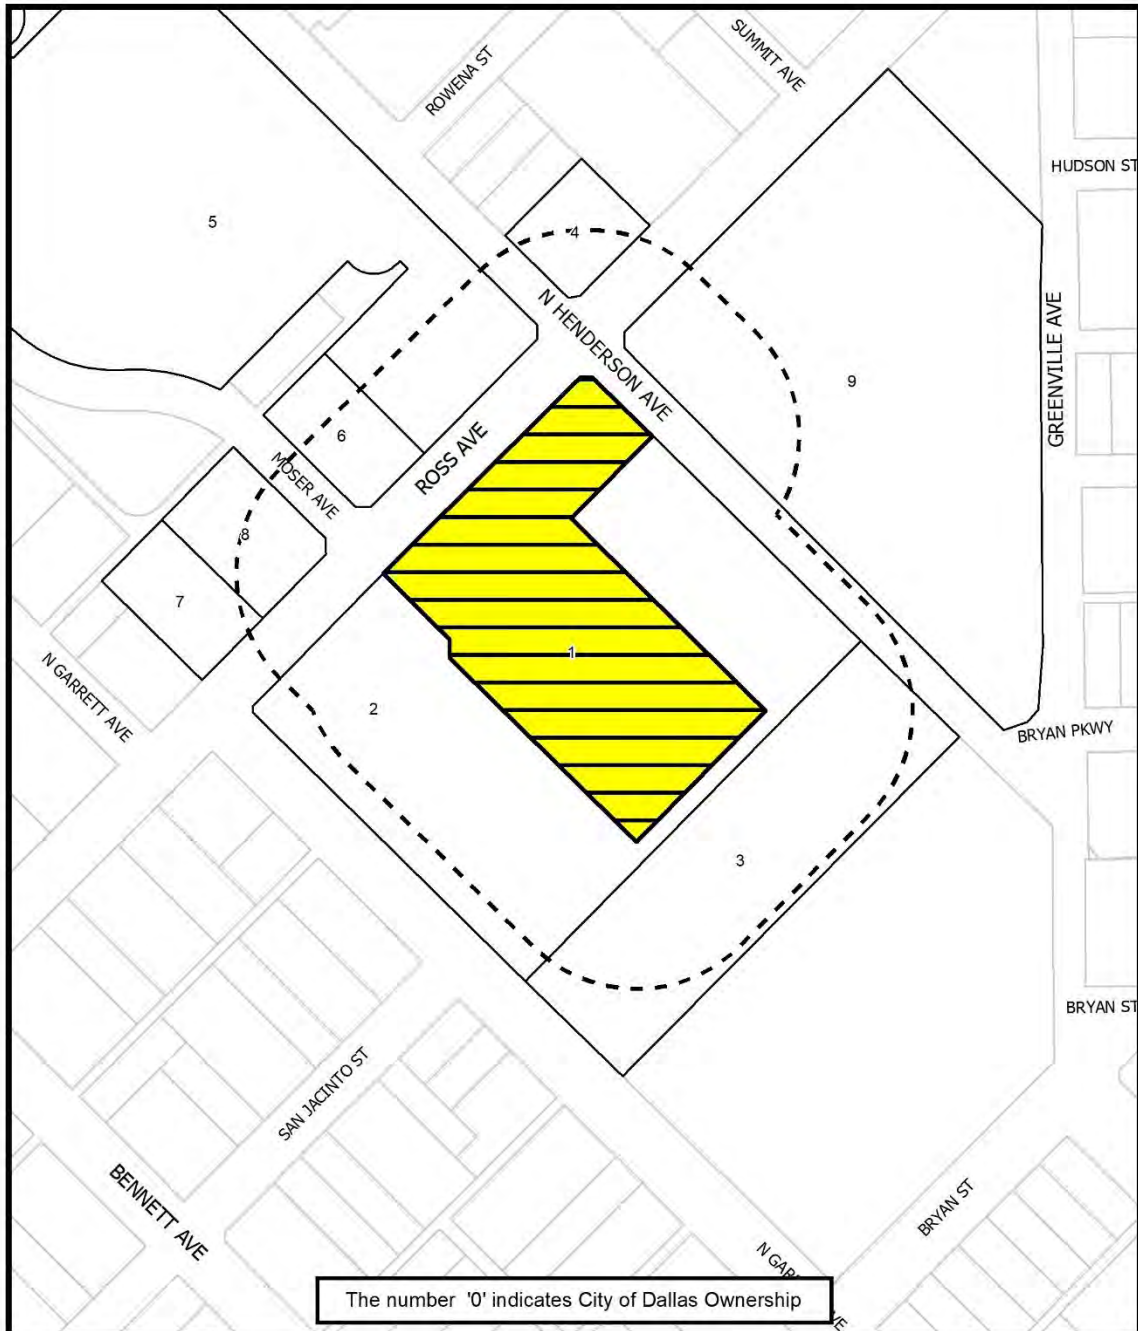 SUMMIT AVE
ROWENA ST
HUDSON ST
5
4
N HENDERSON AVE
GREENVILLE AVE
9
6
ROSS AVE
MOSER AVE
8
7
1
N GARRETT AVE
2
BRYAN PKWY
3
BRYAN ST
SAN JACINTO ST
BENNETT AVE
BRYAN ST
N GAR
VE
The number '0' indicates City of Dallas Ownership